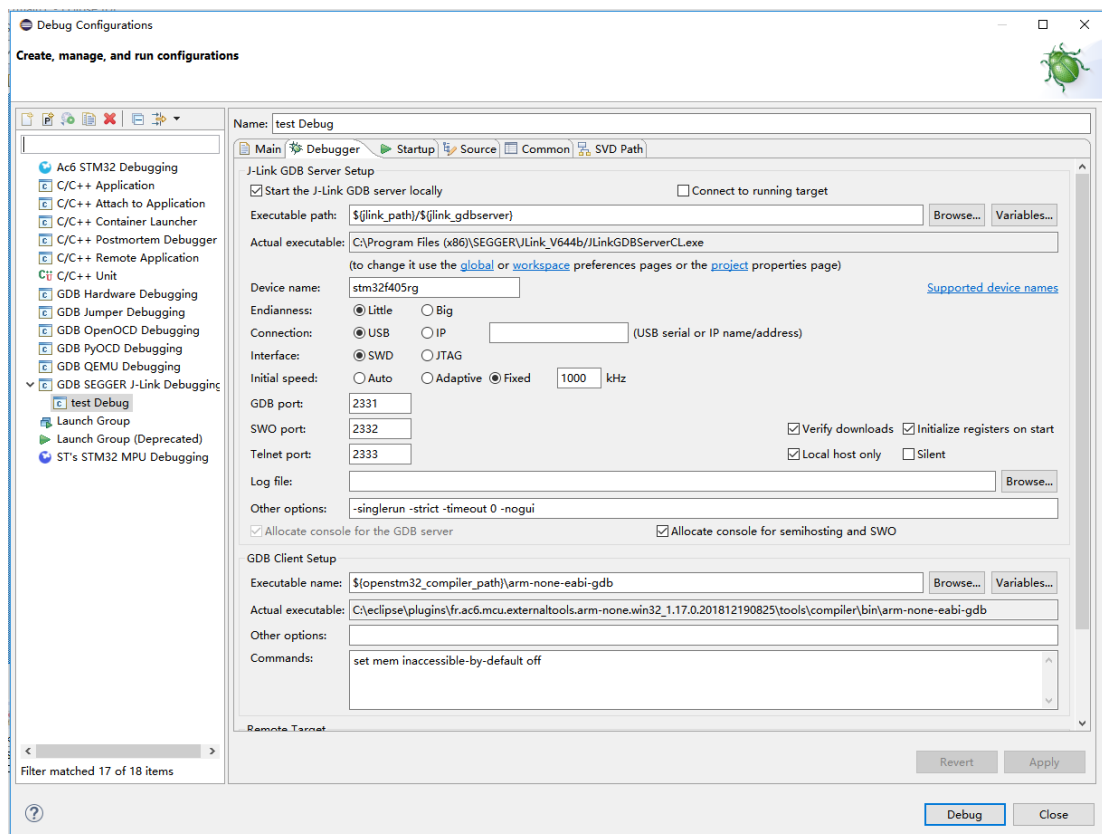 Debug Configurations
Create, manage, and run configurations
Name: test Debug
Main Debugger Startup Source Common SVD Path
Ac6 STM32 Debugging
C/C++ Application
C/C++ Attach to Application
C/C++ Container Launcher
C/C++ Postmortem Debugger
C/C++ Remote Application
C/C++ Unit
GDB Hardware Debugging
GDB Jumper Debugging
GDB OpenOCD Debugging
GDB PyOCD Debugging
GDB QEMU Debugging
GDB SEGGER J-Link Debugging
test Debug
Launch Group
Launch Group (Deprecated)
ST's STM32 MPU Debugging
Filter matched 17 of 18 items
J-Link GDB Server Setup
Start the J-Link GDB server locally Connect to running target
Executable path: ${jlink_path}/${jlink_gdbserver} Browse... Variables...
Actual executable: C:\Program Files (x86)\SEGGER\JLink_V644b/JLinkGDBServerCL.exe
(to change it use the global or workspace preferences pages or the project properties page)
Device name: stm32f405rg Supported device names
Endianness: Little Big
Connection: USB IP (USB serial or IP name/address)
Interface: SWD JTAG
Initial speed: Auto Adaptive Fixed 1000 kHz
GDB port: 2331
SWO port: 2332 Verify downloads Initialize registers on start
Telnet port: 2333 Local host only Silent
Log file: Browse...
Other options: -singlerun -strict -timeout 0 -nogui
Allocate console for the GDB server Allocate console for semihosting and SWO
GDB Client Setup
Executable name: ${openstm32_compiler_path}\arm-none-eabi-gdb Browse... Variables...
Actual executable: C:\eclipse\plugins\fr.ac6.mcu.externaltools.arm-none.win32_1.17.0.201812190825\tools\compiler\bin\arm-none-eabi-gdb
Other options:
Commands: set mem inaccessible-by-default off
Remote Target
Revert Apply
Debug Close